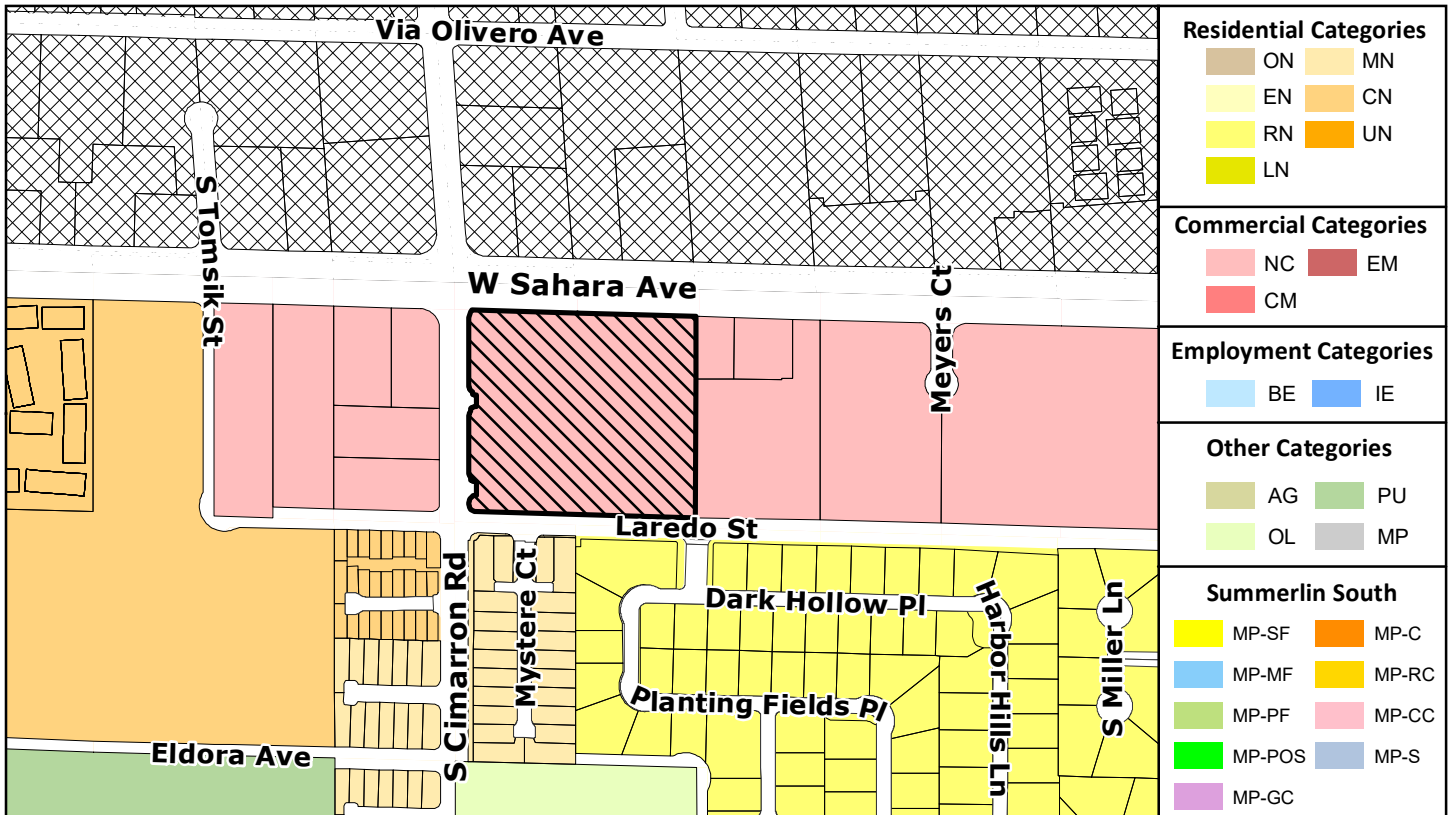 Via Olivero Ave
S Tomsik St
W Sahara Ave
Meyers Ct
Laredo St
S Cimarron Rd
Mystere Ct
Dark Hollow Pl
Harbor Hills Ln
S Miller Ln
Planting Fields Pl
Eldora Ave
Residential Categories
ON MN
EN CN
RN UN
LN
Commercial Categories
NC EM
CM
Employment Categories
BE IE
Other Categories
AG PU
OL MP
Summerlin South
MP-SF MP-C
MP-MF MP-RC
MP-PF MP-CC
MP-POS MP-S
MP-GC